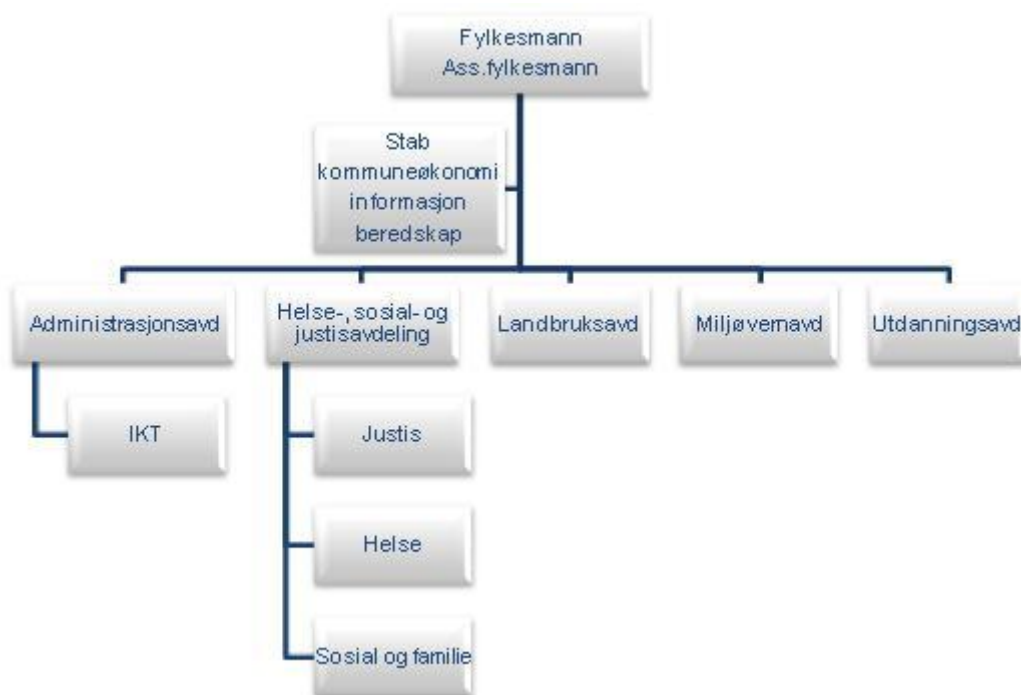 Fylkesmann
Ass.fylkesmann
Stab
kommuneøkonomi
informasjon
beredskap
Administrasjonsavd
Helse-, sosial- og
justisavdeling
Landbruksavd
Miljøvernavd
Utdanningsavd
IKT
Justis
Helse
Sosial og familie